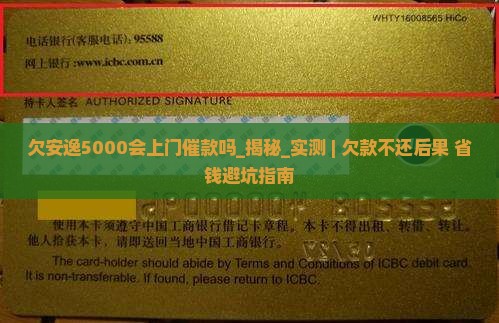 WHTY16008565 HiCo
电话银行(客服电话): 95588
网上银行:www.icbc.com.cn
持卡人签名 AUTHORIZED SIGNATURE
欠安逸5000会上门催款吗_揭秘_实测 | 欠款不还后果 省
钱避坑指南
使用本卡须遵守中国工商银行借记卡章程。本卡不得出租、转借、转让。
他人拾获本卡,请即送回当地中国工商银行。
The card-holder should abide by Terms and Conditions of ICBC debit card.
It is non-transferable. If found, please return to ICBC.